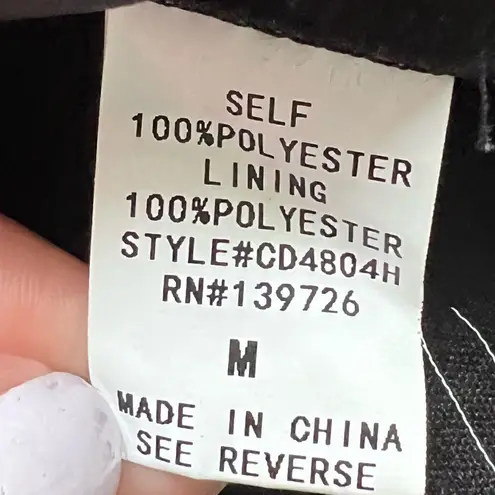 SELF
100%POLYESTER
LINING
100%POLYESTER
STYLE#CD4804H
RN#139726
M
MADE IN CHINA
SEE REVERSE